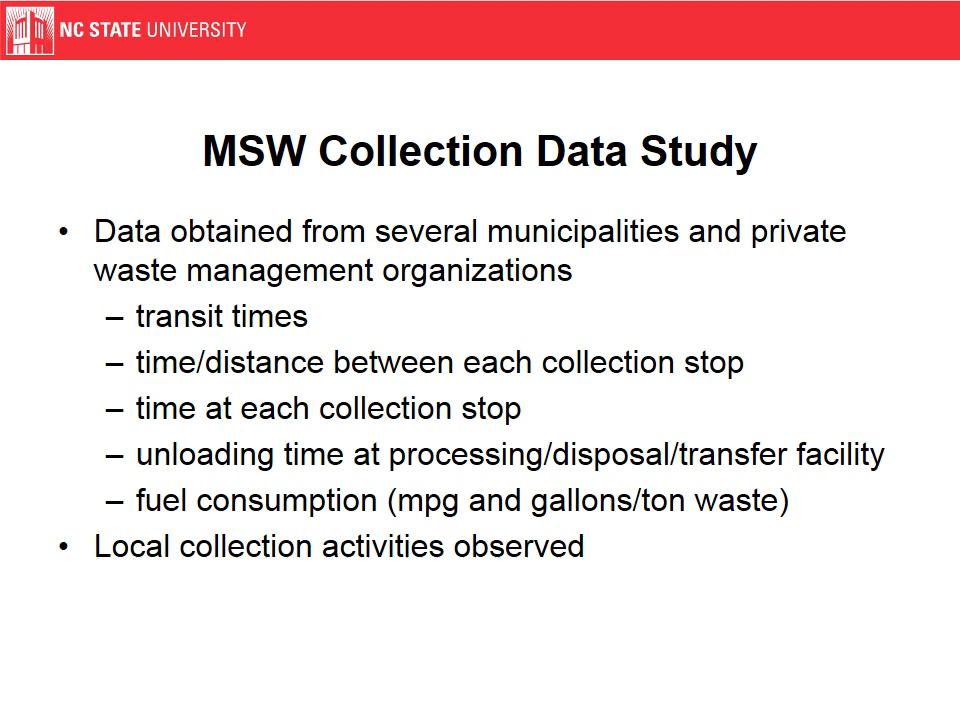 NC STATE UNIVERSITY
MSW Collection Data Study
• Data obtained from several municipalities and private
waste management organizations
– transit times
– time/distance between each collection stop
– time at each collection stop
– unloading time at processing/disposal/transfer facility
– fuel consumption (mpg and gallons/ton waste)
• Local collection activities observed